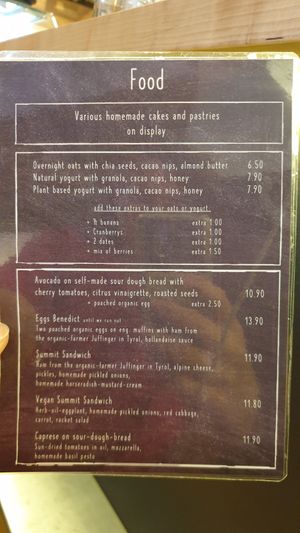 Food
Various homemade cakes and pastries
on display
Overnight oats with chia seeds, cacao nips, almond butter 6.50
Natural yogurt with granola, cacao nips, honey 7.90
Plant based yogurt with granola, cacao nips, honey 7.90
add these extras to your oats or yogurt
+ ½ banana extra 1.00
+ Cranberrys extra 1.00
+ 2 dates extra 1.00
+ mix of berries extra 1.50
Avocado on self-made sour dough bread with
cherry tomatoes, citrus vinaigrette, roasted seeds 10.90
+ poached organic egg extra 2.50
Eggs Benedict until we run out 13.90
Two poached organic eggs on eng. muffins with ham from
the organic-farmer Juffinger in Tyrol, hollandaise sauce
Summit Sandwich 11.90
Ham from the organic-farmer Juffinger in Tyrol, alpine cheese,
pickles, homemade pickled onions,
homemade horseradish-mustard-cream
Vegan Summit Sandwich 11.80
Herb-oil-eggplant, homemade pickled onions, red cabbage,
carrot, rocket salad
Caprese on sour-dough-bread 11.90
Sun-dried tomatoes in oil, mozzarella,
homemade basil pesto